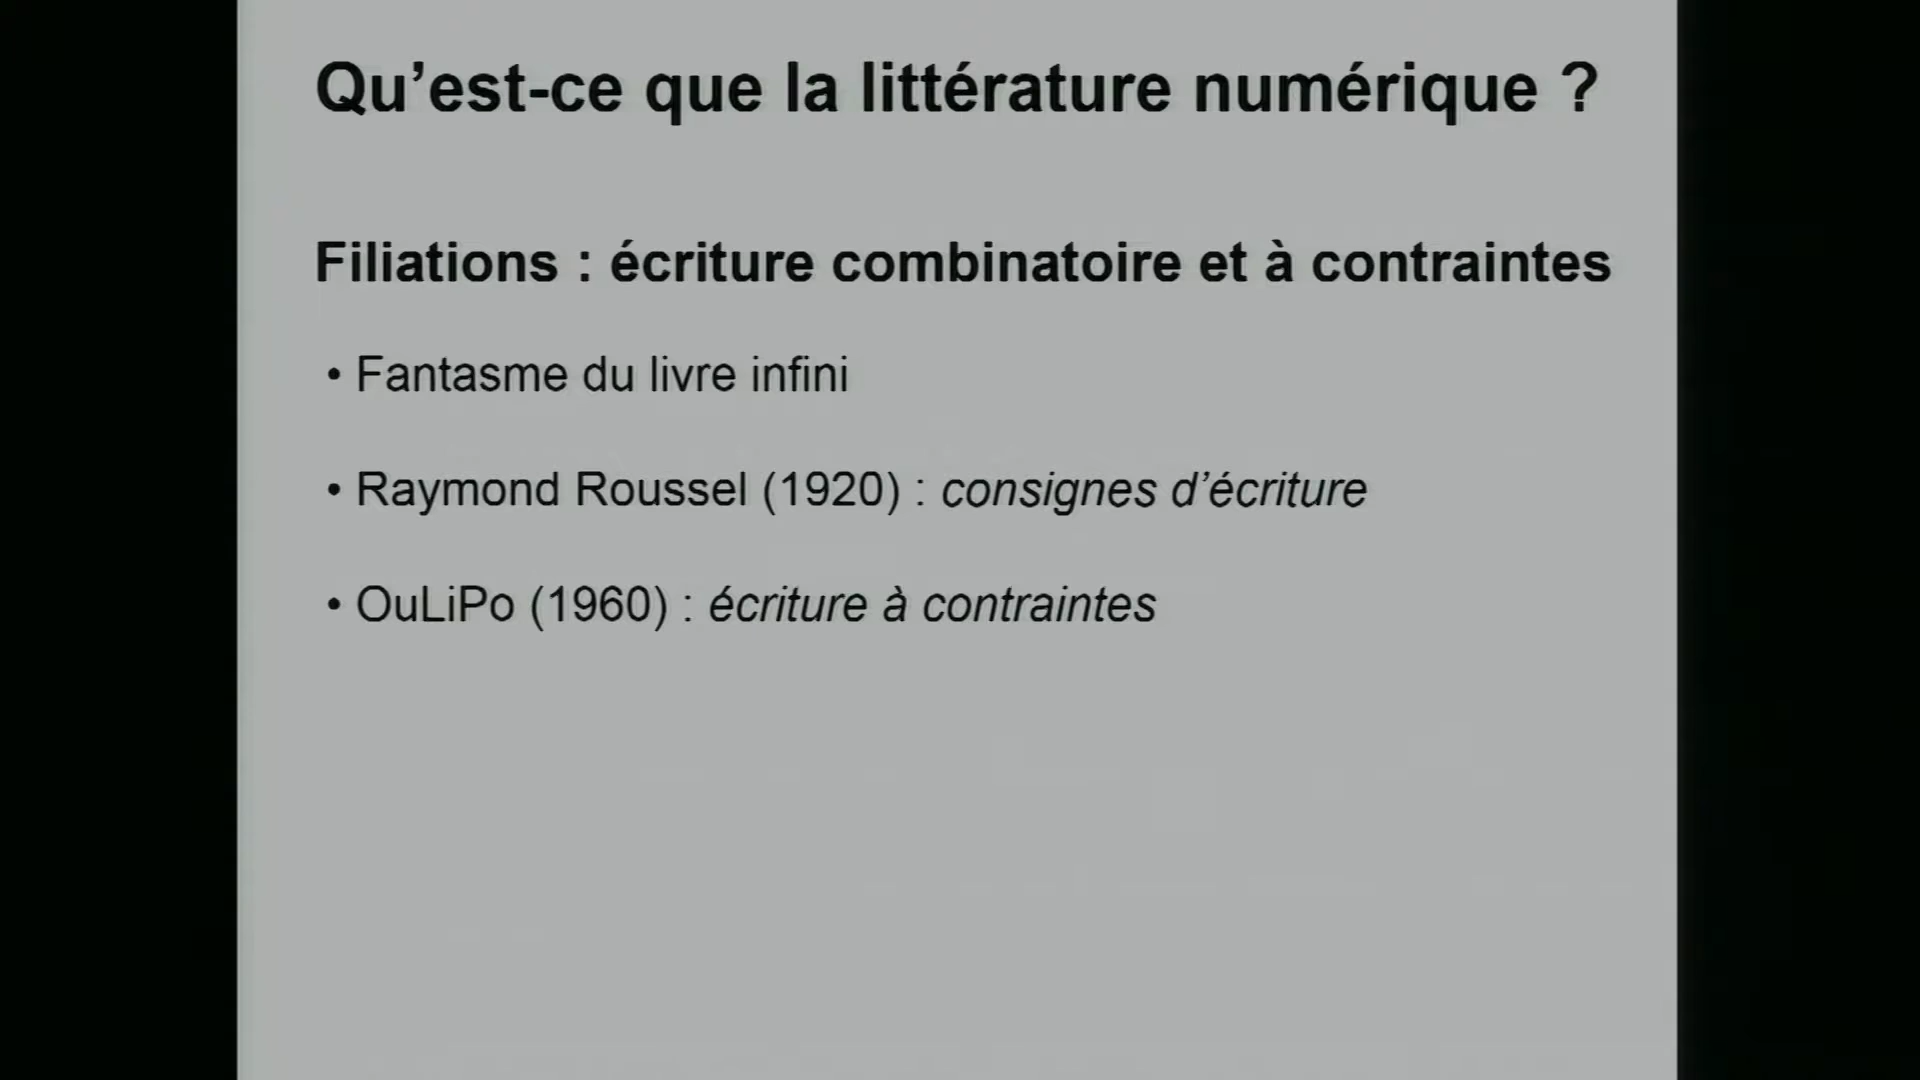 Qu’est-ce que la littérature numérique ?
Filiations : écriture combinatoire et à contraintes
• Fantasme du livre infini
• Raymond Roussel (1920) : consignes d’écriture
• OuLiPo (1960) : écriture à contraintes